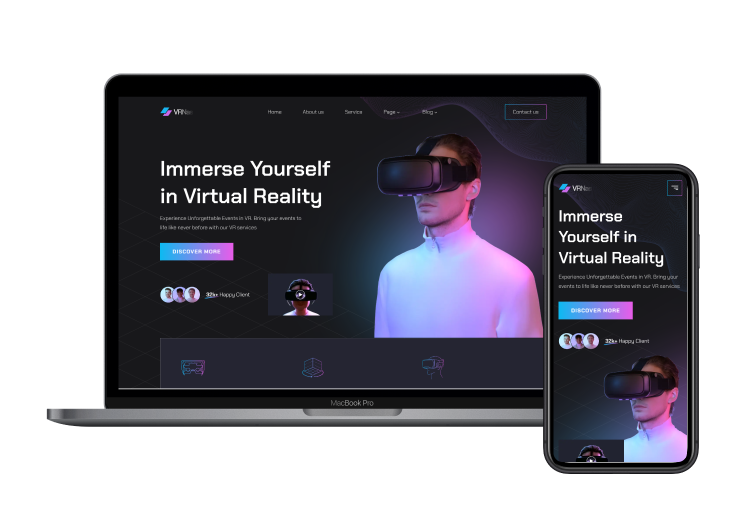 Home About us Service Page Blog Contact us
Immerse Yourself
in Virtual Reality
Experience Unforgettable Events in VR. Bring your events to
life like never before with our VR services
DISCOVER MORE
32k+ Happy Client
MacBook Pro
Immerse
Yourself in
Virtual Reality
Experience Unforgettable Events in VR. Bring your
events to life like never before with our VR services
DISCOVER MORE
32k+ Happy Client